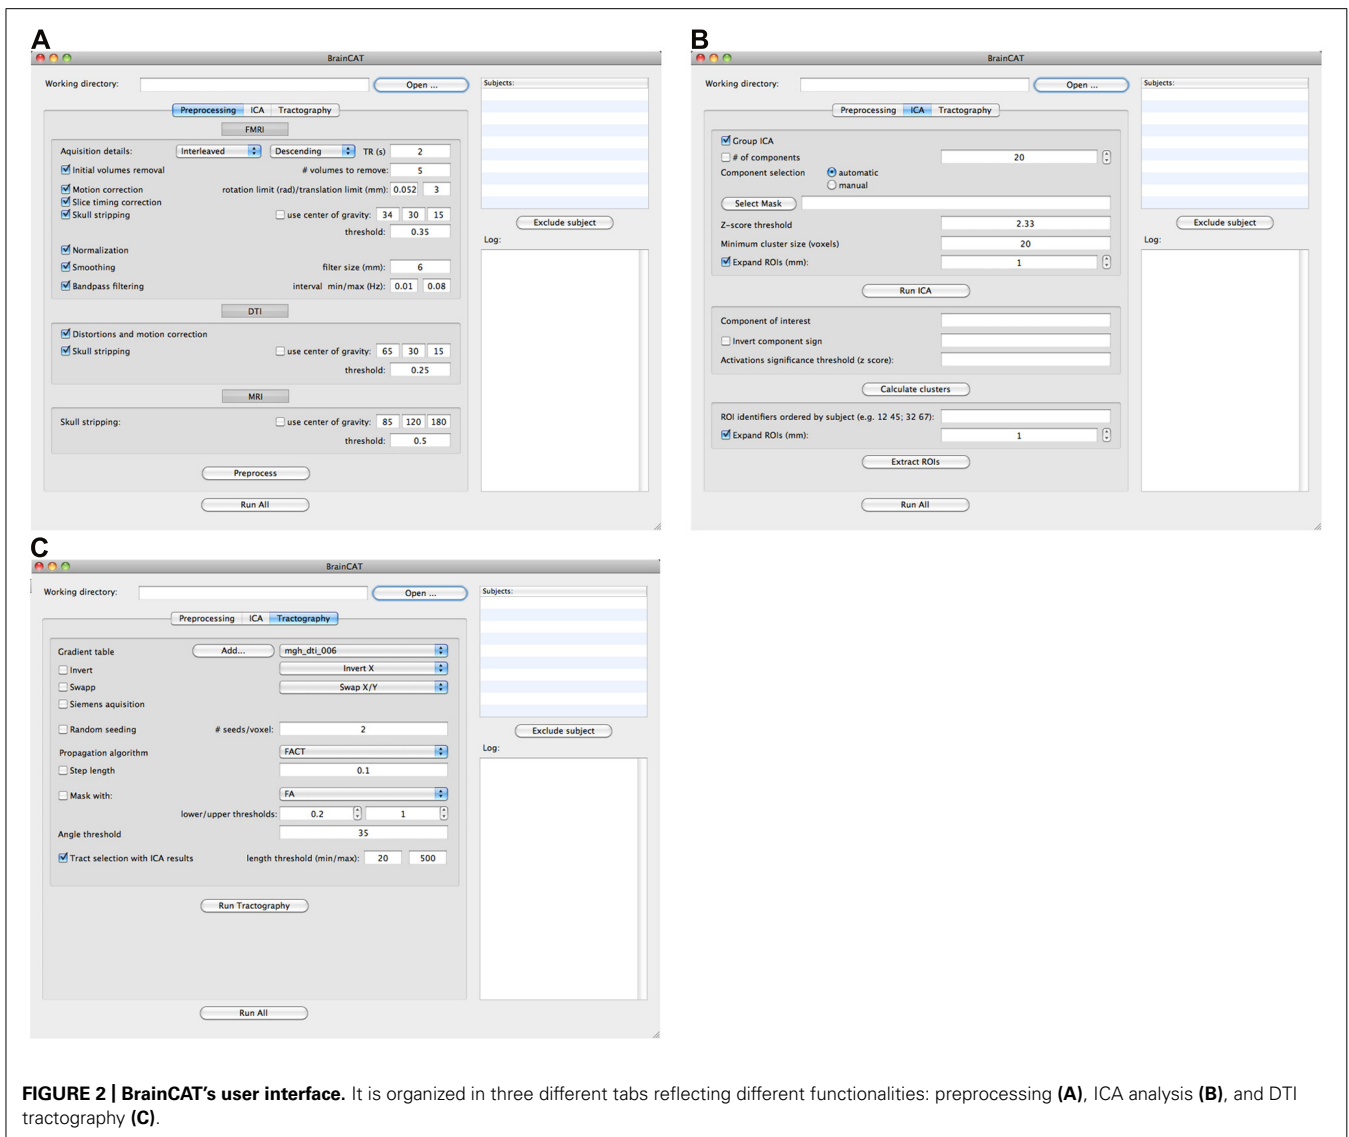 A
BrainCAT
Working directory:
Open ...
Subjects:
Preprocessing ICA Tractography
FMRI
Aquisition details: Interleaved Descending TR (s) 2
Initial volumes removal # volumes to remove: 5
Motion correction rotation limit (rad)/translation limit (mm): 0.052 3
Slice timing correction
Skull stripping use center of gravity: 34 30 15
threshold: 0.35
Normalization
Smoothing filter size (mm): 6
Bandpass filtering interval min/max (Hz): 0.01 0.08
DTI
Distortions and motion correction
Skull stripping use center of gravity: 65 30 15
threshold: 0.25
MRI
Skull stripping: use center of gravity: 85 120 180
threshold: 0.5
Preprocess
Run All
Exclude subject
Log:
B
BrainCAT
Working directory:
Open ...
Subjects:
Preprocessing ICA Tractography
Group ICA
# of components 20
Component selection automatic
manual
Select Mask
Z-score threshold 2.33
Minimum cluster size (voxels) 20
Expand ROIs (mm): 1
Run ICA
Component of interest
Invert component sign
Activations significance threshold (z score):
Calculate clusters
ROI identifiers ordered by subject (e.g. 12 45; 32 67):
Expand ROIs (mm): 1
Extract ROIs
Run All
Exclude subject
Log:
C
BrainCAT
Working directory:
Open ...
Subjects:
Preprocessing ICA Tractography
Gradient table Add... mgh_dti_006
Invert Invert X
Swapp Swap X/Y
Siemens aquisition
Random seeding # seeds/voxel: 2
Propagation algorithm FACT
Step length 0.1
Mask with: FA
lower/upper thresholds: 0.2 1
Angle threshold 35
Tract selection with ICA results length threshold (min/max): 20 500
Run Tractography
Run All
Exclude subject
Log:
FIGURE 2 | BrainCAT's user interface. It is organized in three different tabs reflecting different functionalities: preprocessing (A), ICA analysis (B), and DTI
tractography (C).